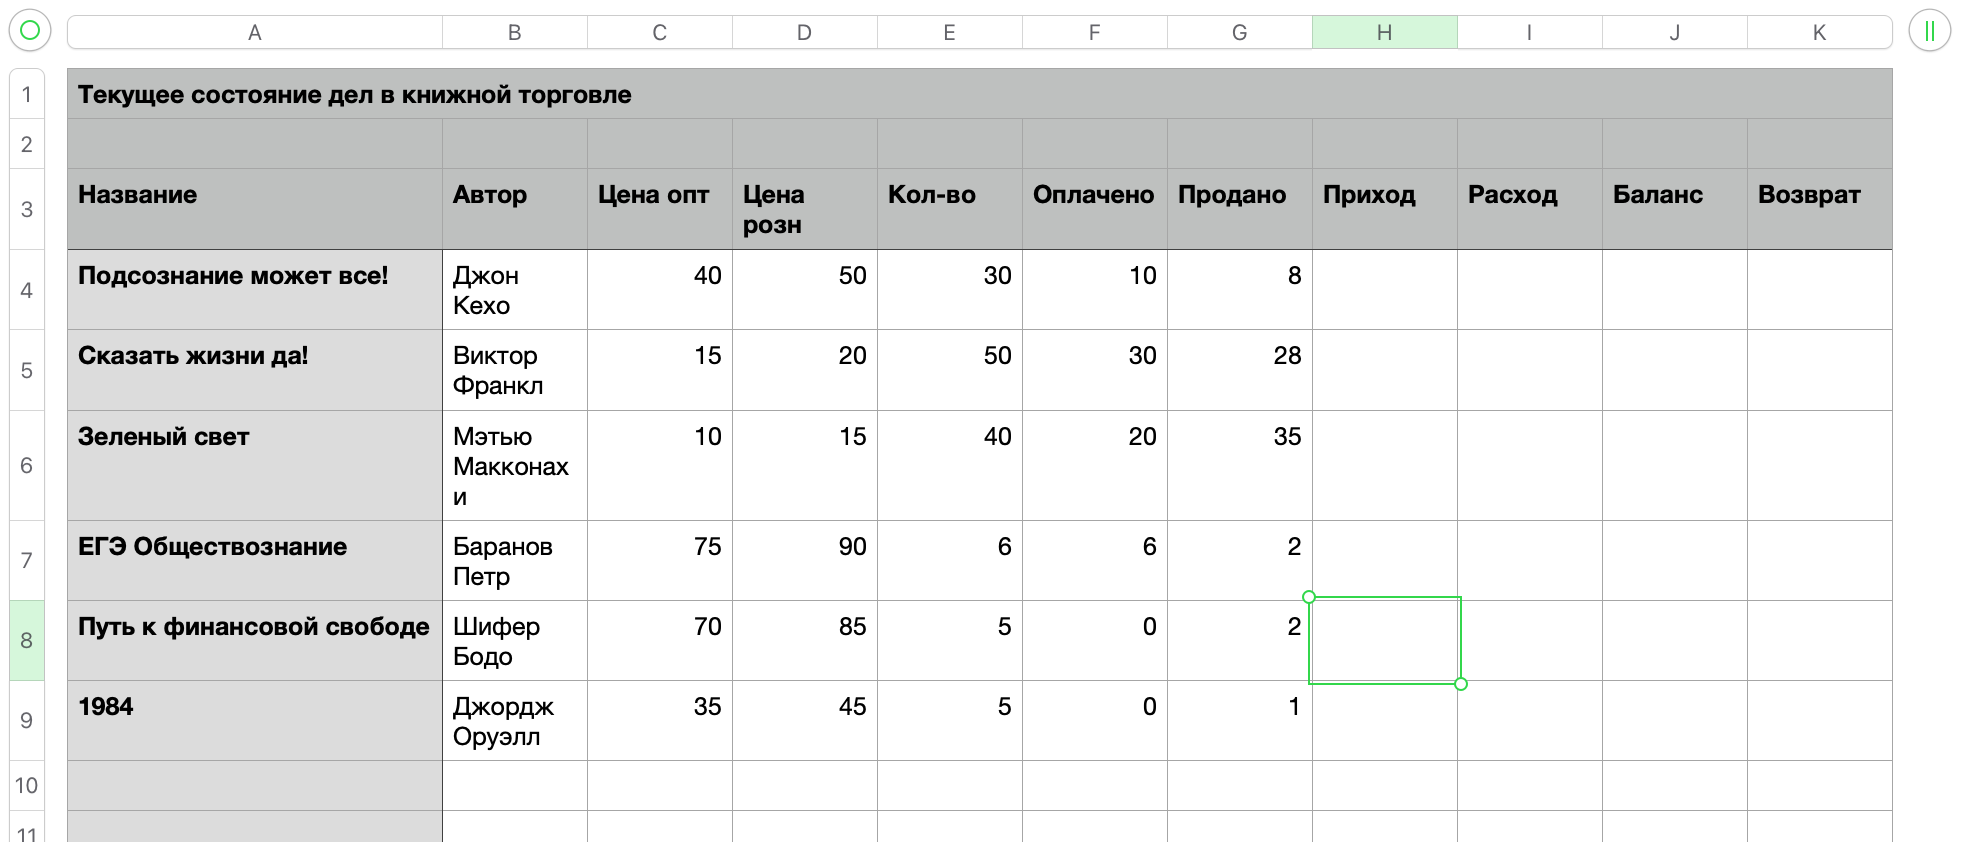 A B C D E F G H I J K
1 Текущее состояние дел в книжной торговле
2
3 Название Автор Цена опт Цена розн Кол-во Оплачено Продано Приход Расход Баланс Возврат
4 Подсознание может все! Джон Кехо 40 50 30 10 8
5 Сказать жизни да! Виктор Франкл 15 20 50 30 28
6 Зеленый свет Мэтью Макконахи 10 15 40 20 35
7 ЕГЭ Обществознание Баранов Петр 75 90 6 6 2
8 Путь к финансовой свободе Шифер Бодо 70 85 5 0 2
9 1984 Джордж Оруэлл 35 45 5 0 1
10
11